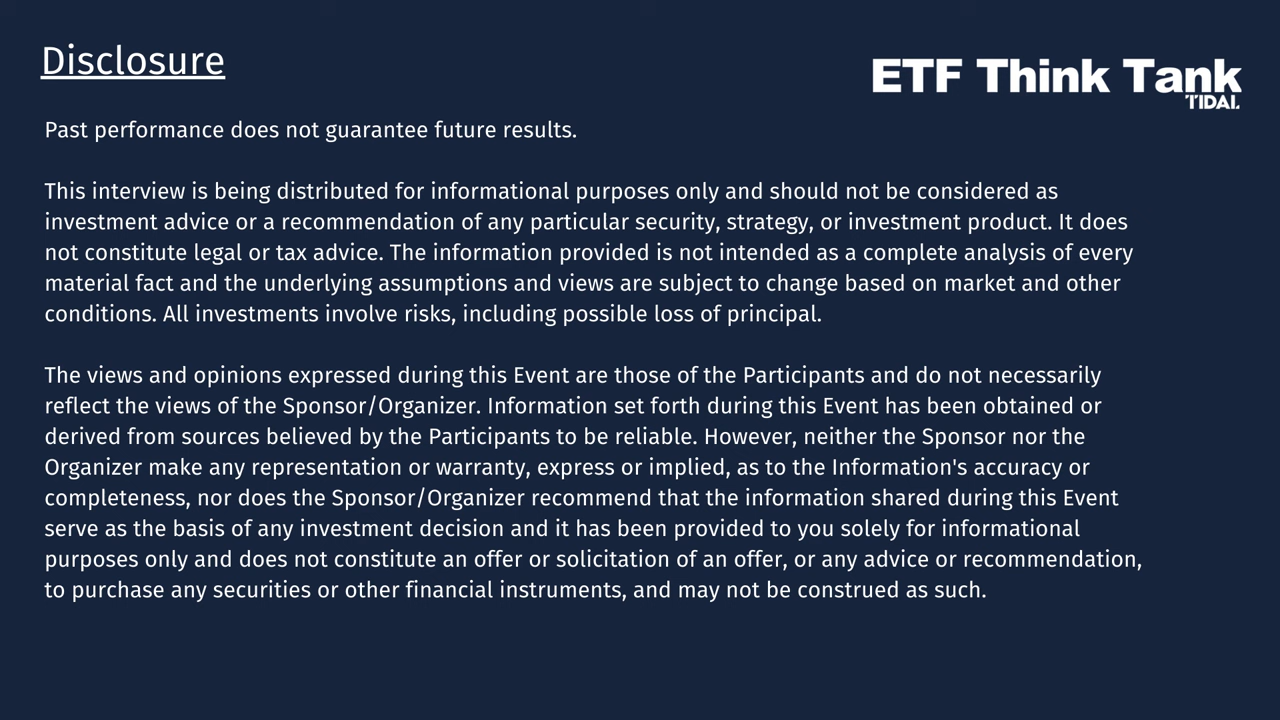 Disclosure
ETF Think Tank
TIDAL
Past performance does not guarantee future results.
This interview is being distributed for informational purposes only and should not be considered as
investment advice or a recommendation of any particular security, strategy, or investment product. It does
not constitute legal or tax advice. The information provided is not intended as a complete analysis of every
material fact and the underlying assumptions and views are subject to change based on market and other
conditions. All investments involve risks, including possible loss of principal.
The views and opinions expressed during this Event are those of the Participants and do not necessarily
reflect the views of the Sponsor/Organizer. Information set forth during this Event has been obtained or
derived from sources believed by the Participants to be reliable. However, neither the Sponsor nor the
Organizer make any representation or warranty, express or implied, as to the Information's accuracy or
completeness, nor does the Sponsor/Organizer recommend that the information shared during this Event
serve as the basis of any investment decision and it has been provided to you solely for informational
purposes only and does not constitute an offer or solicitation of an offer, or any advice or recommendation,
to purchase any securities or other financial instruments, and may not be construed as such.